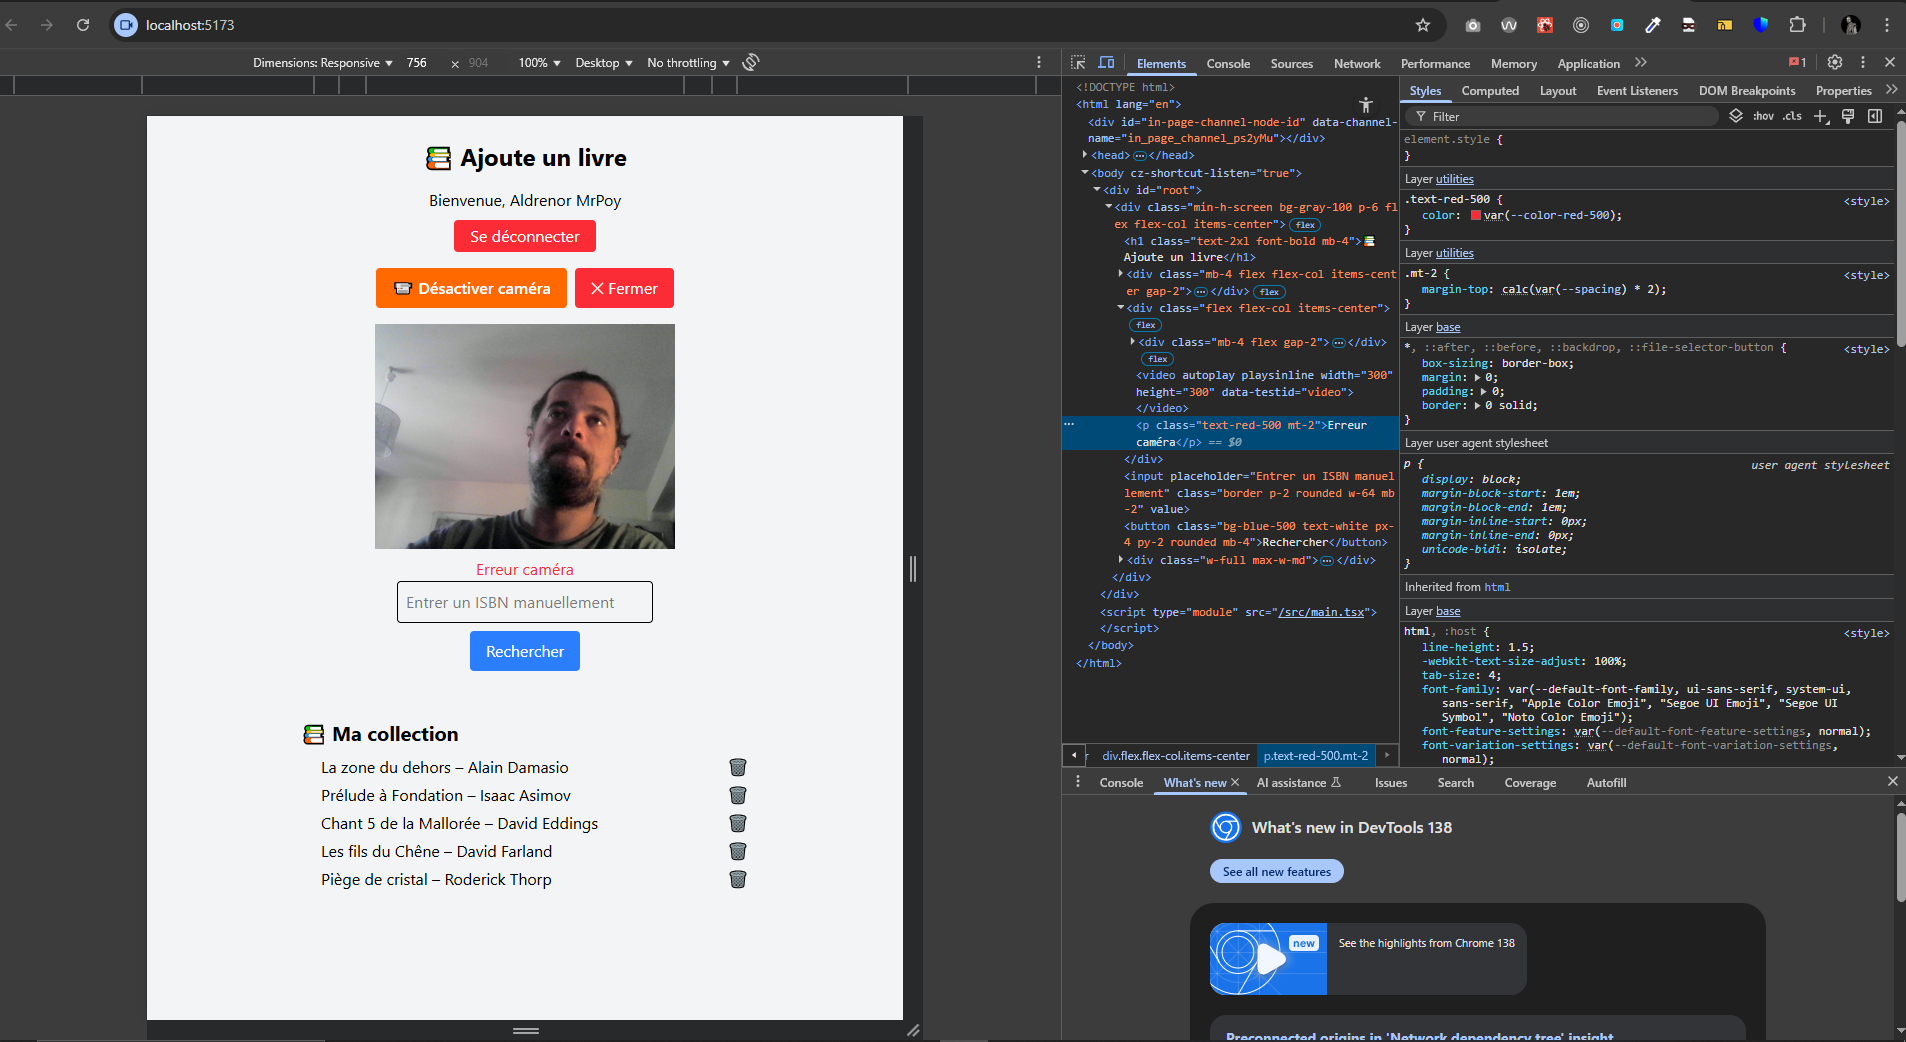 localhost:5173
Dimensions: Responsive 756 × 904 100% Desktop No throttling
Ajoute un livre
Bienvenue, Aldrenor MrPoy
Se déconnecter
Désactiver caméra
Fermer
Erreur caméra
Entrer un ISBN manuellement
Rechercher
Ma collection
La zone du dehors – Alain Damasio
Prélude à Fondation – Isaac Asimov
Chant 5 de la Mallorée – David Eddings
Les fils du Chêne – David Farland
Piège de cristal – Roderick Thorp
Elements Console Sources Network Performance Memory Application 1
<!DOCTYPE html>
<html lang="en">
<div id="in-page-channel-node-id" data-channel-
name="in_page_channel_ps2yMu"></div>
<head>…</head>
<body cz-shortcut-listen="true">
<div id="root">
<div class="min-h-screen bg-gray-100 p-6 fl
ex flex-col items-center"> flex
<h1 class="text-2xl font-bold mb-4">📚
Ajoute un livre</h1>
<div class="mb-4 flex flex-col items-cent
er gap-2">…</div> flex
<div class="flex flex-col items-center">
flex
<div class="mb-4 flex gap-2">…</div>
flex
<video autoplay playsinline width="300"
height="300" data-testid="video">
</video>
<p class="text-red-500 mt-2">Erreur
caméra</p> == $0
</div>
<input placeholder="Entrer un ISBN manuel
lement" class="border p-2 rounded w-64 mb
-2" value>
<button class="bg-blue-500 text-white px-
4 py-2 rounded mb-4">Rechercher</button>
<div class="w-full max-w-md">…</div>
</div>
</div>
<script type="module" src="/src/main.tsx">
</script>
</body>
</html>
div.flex.flex-col.items-center p.text-red-500.mt-2
Styles Computed Layout Event Listeners DOM Breakpoints Properties
Filter :hov .cls
element.style {
}
Layer utilities
.text-red-500 { <style>
color: var(--color-red-500);
}
Layer utilities
.mt-2 { <style>
margin-top: calc(var(--spacing) * 2);
}
Layer base
*, ::after, ::before, ::backdrop, ::file-selector-button { <style>
box-sizing: border-box;
margin: 0;
padding: 0;
border: 0 solid;
}
Layer user agent stylesheet
p { user agent stylesheet
display: block;
margin-block-start: 1em;
margin-block-end: 1em;
margin-inline-start: 0px;
margin-inline-end: 0px;
unicode-bidi: isolate;
}
Inherited from html
Layer base
html, :host { <style>
line-height: 1.5;
-webkit-text-size-adjust: 100%;
tab-size: 4;
font-family: var(--default-font-family, ui-sans-serif, system-ui,
sans-serif, "Apple Color Emoji", "Segoe UI Emoji", "Segoe UI
Symbol", "Noto Color Emoji");
font-feature-settings: var(--default-font-feature-settings, normal);
font-variation-settings: var(--default-font-variation-settings,
normal);
Console What's new AI assistance Issues Search Coverage Autofill
What's new in DevTools 138
See all new features
new
See the highlights from Chrome 138
Preconnected origins in 'Network dependency tree' insight